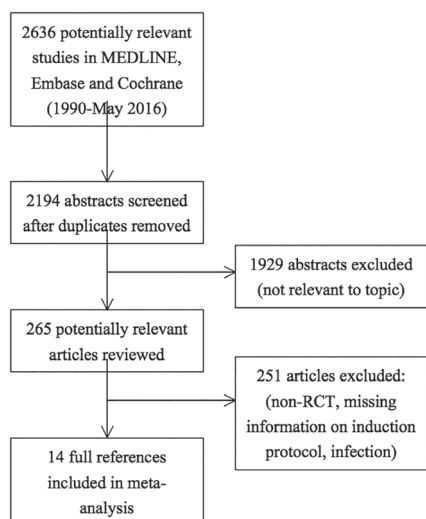 2636 potentially relevant
studies in MEDLINE,
Embase and Cochrane
(1990-May 2016)
2194 abstracts screened
after duplicates removed
1929 abstracts excluded
(not relevant to topic)
265 potentially relevant
articles reviewed
251 articles excluded:
(non-RCT, missing
information on induction
protocol, infection)
14 full references
included in meta-
analysis